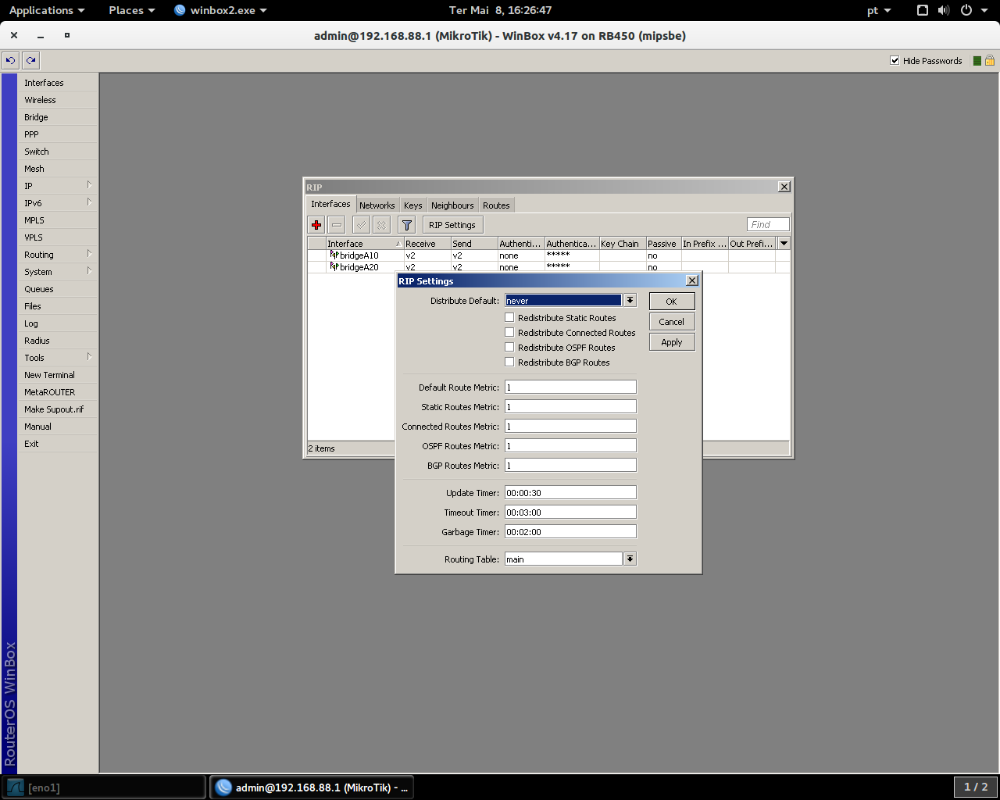 Applications Places winbox2.exe Ter Mai 8, 16:26:47 pt
admin@192.168.88.1 (MikroTik) - WinBox v4.17 on RB450 (mipsbe)
Hide Passwords
Interfaces
Wireless
Bridge
PPP
Switch
Mesh
IP
IPv6
MPLS
VPLS
Routing
System
Queues
Files
Log
Radius
Tools
New Terminal
MetaROUTER
Make Supout.rif
Manual
Exit
RouterOS WinBox
RIP
Interfaces Networks Keys Neighbours Routes
RIP Settings Find
Interface Receive Send Authenti... Authentica... Key Chain Passive In Prefix ... Out Prefi...
bridgeA10 v2 v2 none ***** no
bridgeA20 v2 v2 none ***** no
2 items
RIP Settings
Distribute Default: never OK
Redistribute Static Routes
Cancel
Redistribute Connected Routes
Apply
Redistribute OSPF Routes
Redistribute BGP Routes
Default Route Metric: 1
Static Routes Metric: 1
Connected Routes Metric: 1
OSPF Routes Metric: 1
BGP Routes Metric: 1
Update Timer: 00:00:30
Timeout Timer: 00:03:00
Garbage Timer: 00:02:00
Routing Table: main
[eno1] admin@192.168.88.1 (MikroTik) - ... 1 / 2